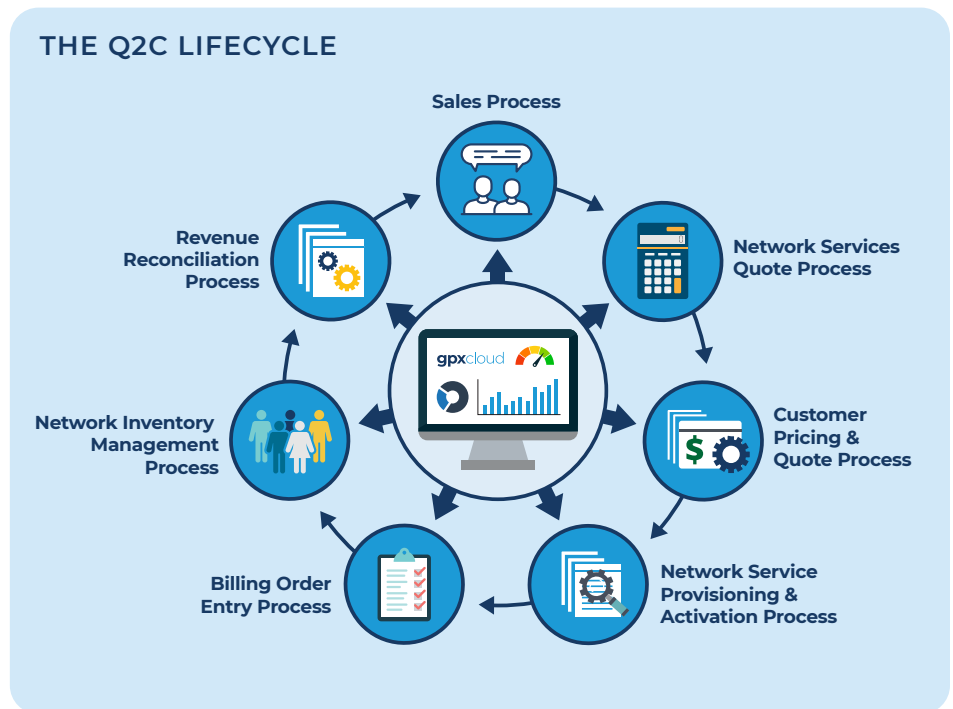 THE Q2C LIFECYCLE
Sales Process
Network Services
Quote Process
Customer
Pricing &
Quote Process
Network Service
Provisioning &
Activation Process
Billing Order
Entry Process
Network Inventory
Management
Process
Revenue
Reconciliation
Process
gpxcloud
$
0